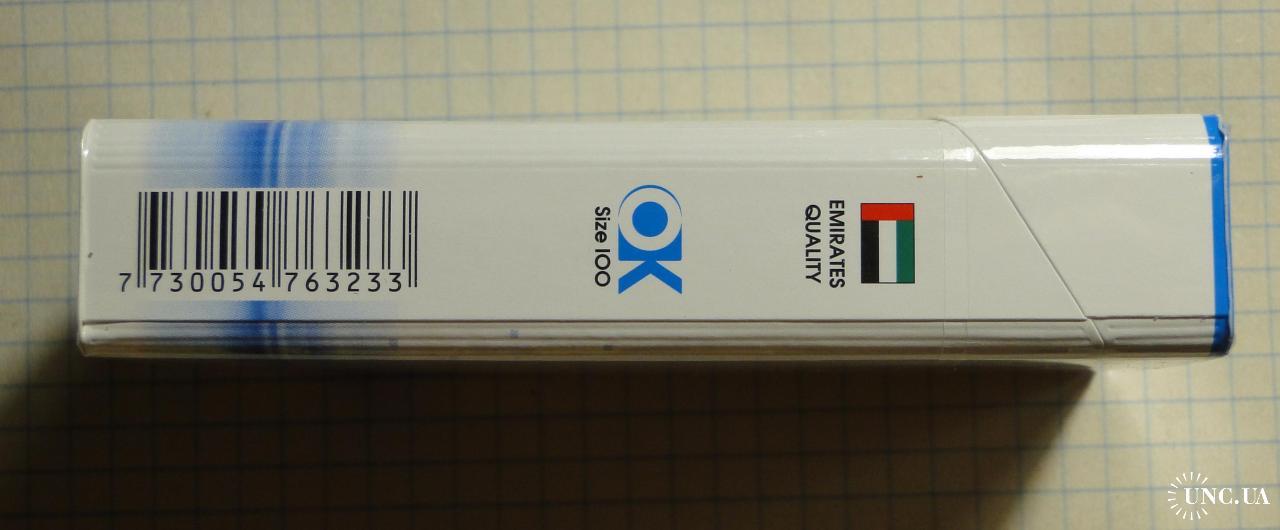 7 730054 763233
OK
Size 100
EMIRATES
QUALITY
UNC.UA